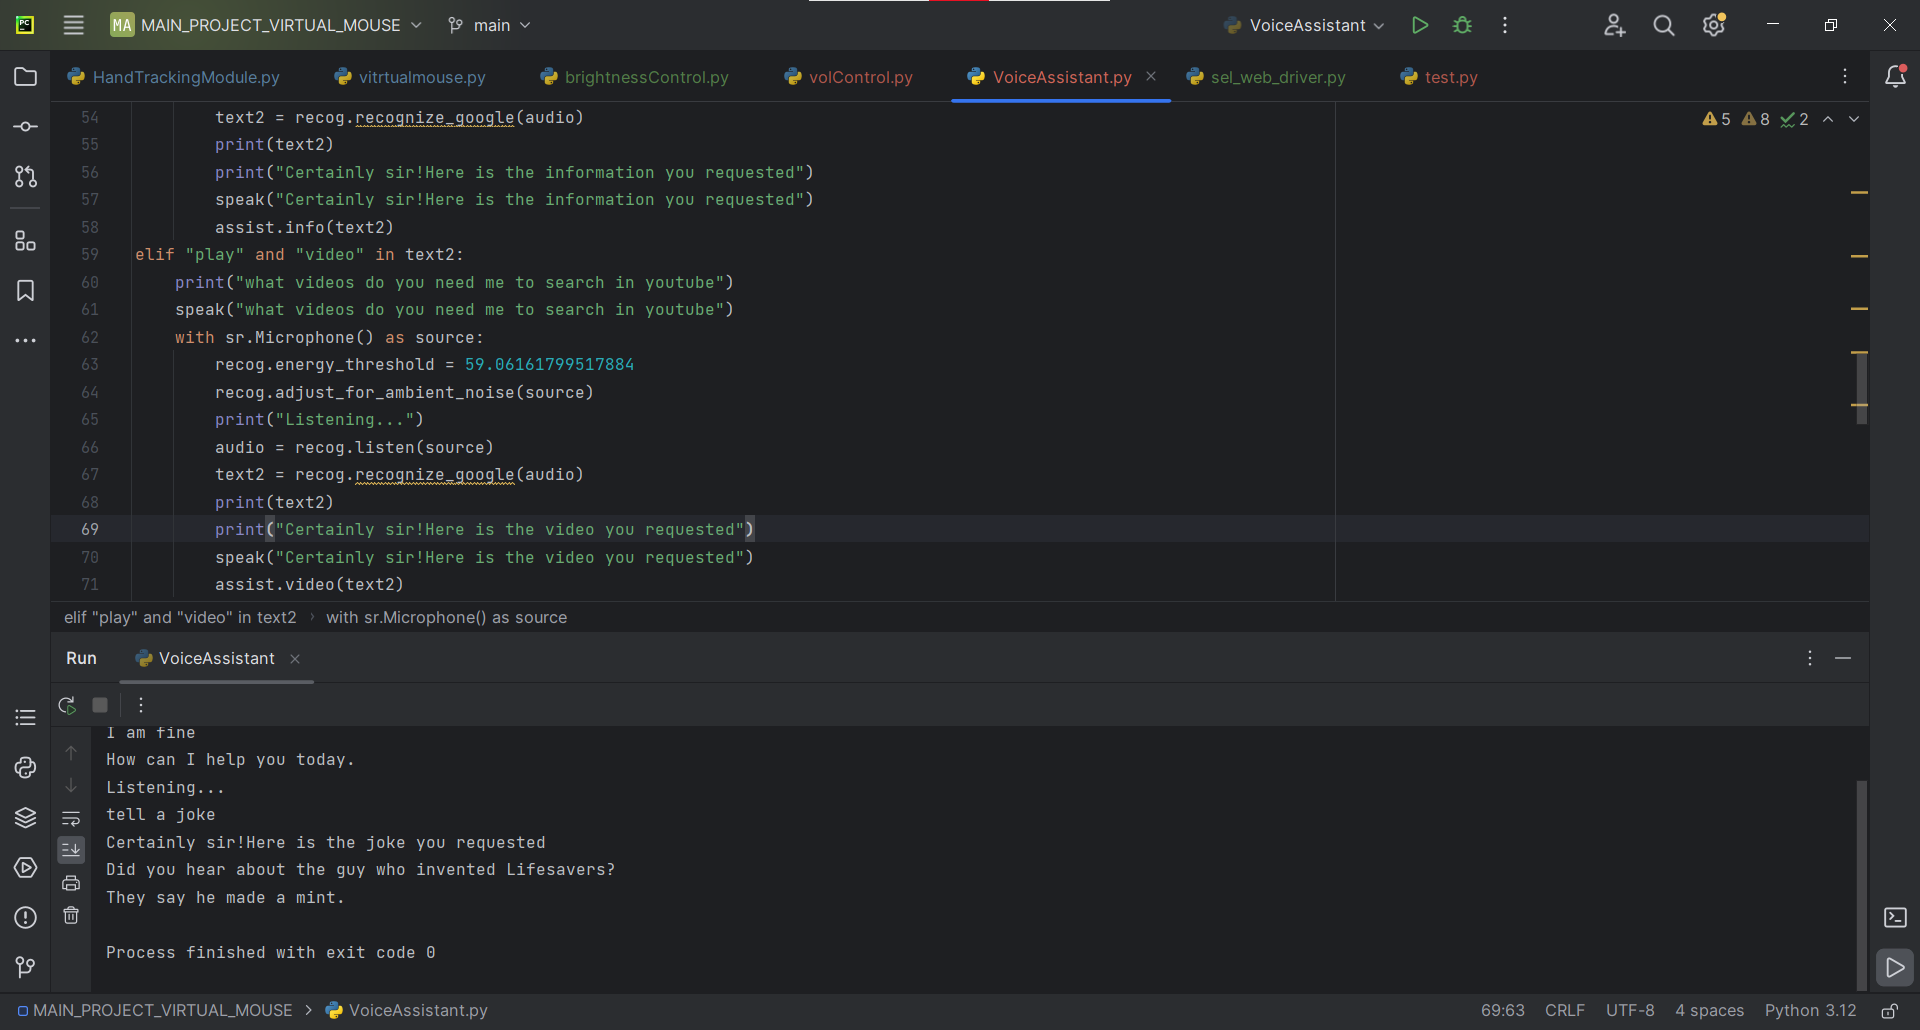 PC
MA MAIN_PROJECT_VIRTUAL_MOUSE main VoiceAssistant
HandTrackingModule.py vitrtualmouse.py brightnessControl.py volControl.py VoiceAssistant.py sel_web_driver.py test.py
5 8 2
54 text2 = recog.recognize_google(audio)
55 print(text2)
56 print("Certainly sir!Here is the information you requested")
57 speak("Certainly sir!Here is the information you requested")
58 assist.info(text2)
59 elif "play" and "video" in text2:
60 print("what videos do you need me to search in youtube")
61 speak("what videos do you need me to search in youtube")
62 with sr.Microphone() as source:
63 recog.energy_threshold = 59.06161799517884
64 recog.adjust_for_ambient_noise(source)
65 print("Listening...")
66 audio = recog.listen(source)
67 text2 = recog.recognize_google(audio)
68 print(text2)
69 print("Certainly sir!Here is the video you requested")
70 speak("Certainly sir!Here is the video you requested")
71 assist.video(text2)
elif "play" and "video" in text2 › with sr.Microphone() as source
Run VoiceAssistant
I am fine
How can I help you today.
Listening...
tell a joke
Certainly sir!Here is the joke you requested
Did you hear about the guy who invented Lifesavers?
They say he made a mint.
Process finished with exit code 0
MAIN_PROJECT_VIRTUAL_MOUSE > VoiceAssistant.py 69:63 CRLF UTF-8 4 spaces Python 3.12